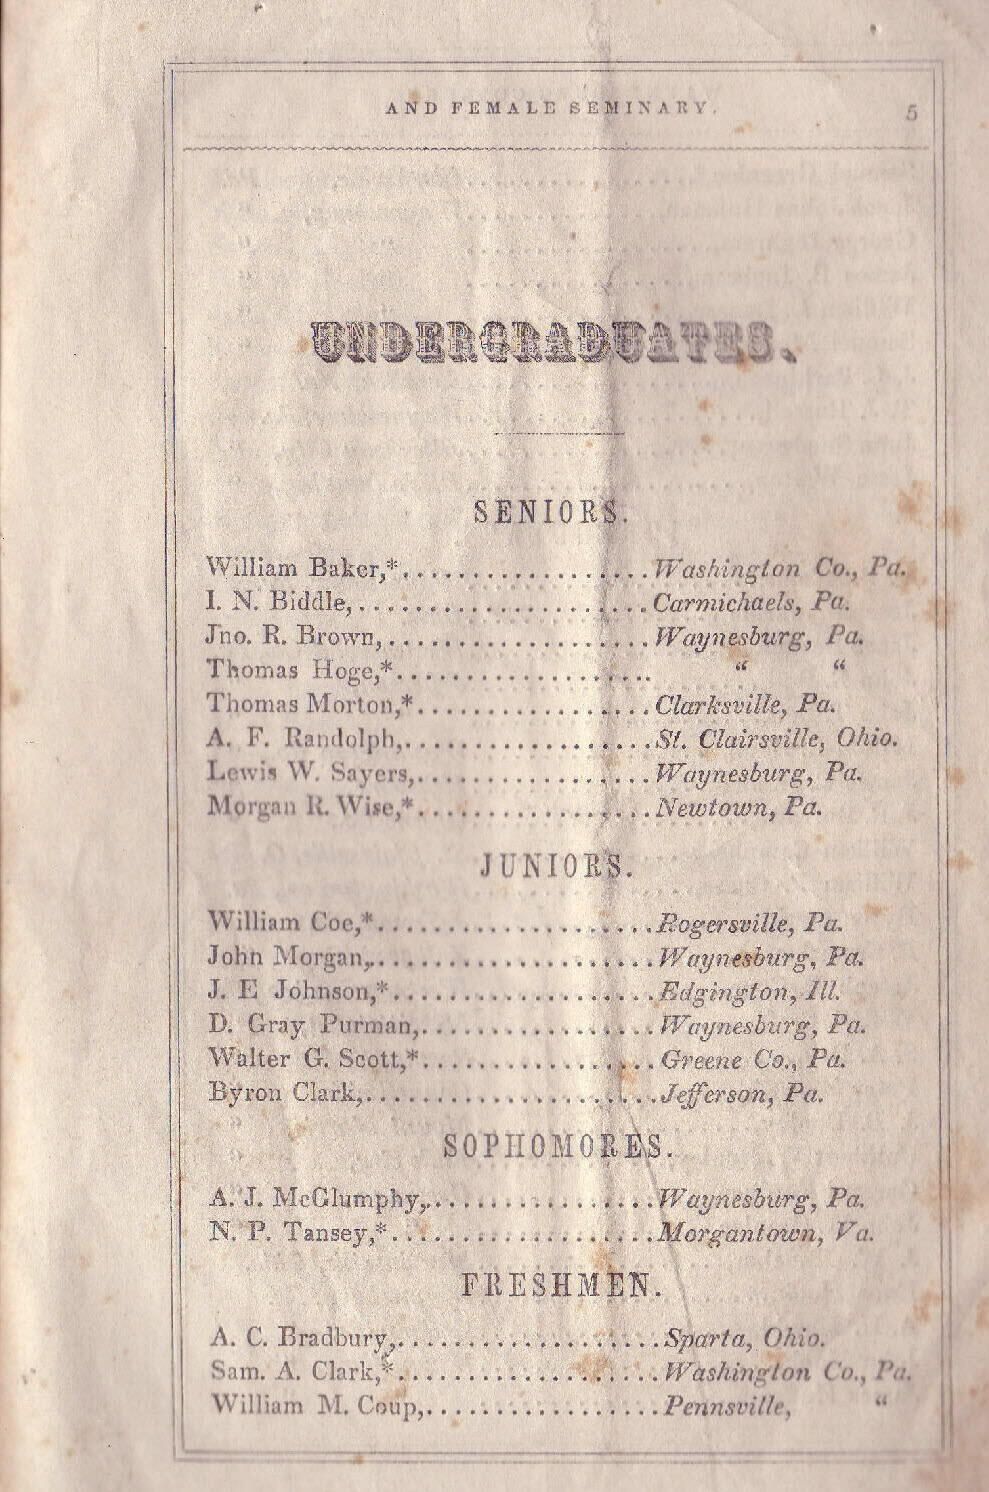 AND FEMALE SEMINARY. 5
UNDERGRADUATES.
SENIORS.
William Baker,*..................Washington Co., Pa.
I. N. Biddle,.....................Carmichaels, Pa.
Jno. R. Brown,...................Waynesburg, Pa.
Thomas Hoge,*................... “ “
Thomas Morton,*.................Clarksville, Pa.
A. F. Randolph,..................St. Clairsville, Ohio.
Lewis W. Sayers,.................Waynesburg, Pa.
Morgan R. Wise,*.................Newtown, Pa.
JUNIORS.
William Coe,*....................Rogersville, Pa.
John Morgan,.....................Waynesburg, Pa.
J. E Johnson,*...................Edgington, Ill.
D. Gray Purman,.................Waynesburg, Pa.
Walter G. Scott,*.................Greene Co., Pa.
Byron Clark,.....................Jefferson, Pa.
SOPHOMORES.
A. J. McGlumphy,.................Waynesburg, Pa.
N. P. Tansey,*...................Morgantown, Va.
FRESHMEN.
A. C. Bradbury,...................Sparta, Ohio.
Sam. A. Clark,*...................Washington Co., Pa.
William M. Coup,.................Pennsville, “